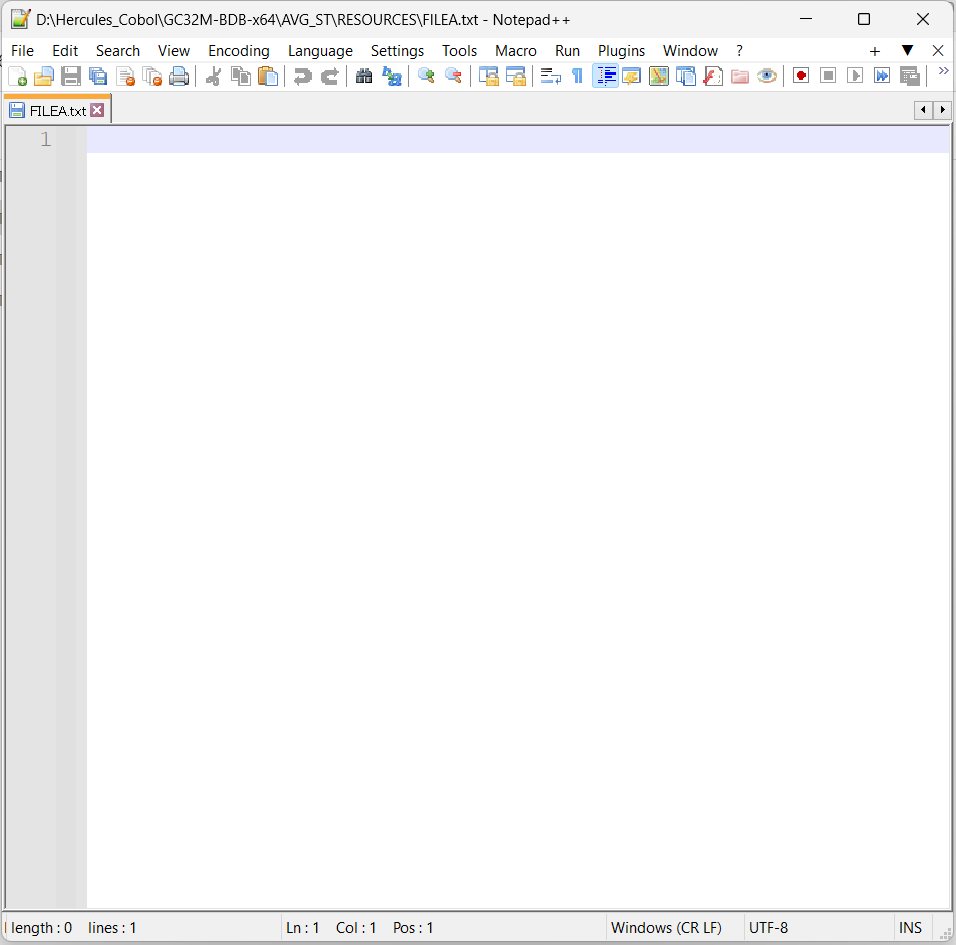 D:\Hercules_Cobol\GC32M-BDB-x64\AVG_ST\RESOURCES\FILEA.txt - Notepad++
File Edit Search View Encoding Language Settings Tools Macro Run Plugins Window ? + ▼ X
FILEA.txt
1
length : 0 lines : 1 Ln : 1 Col : 1 Pos : 1 Windows (CR LF) UTF-8 INS